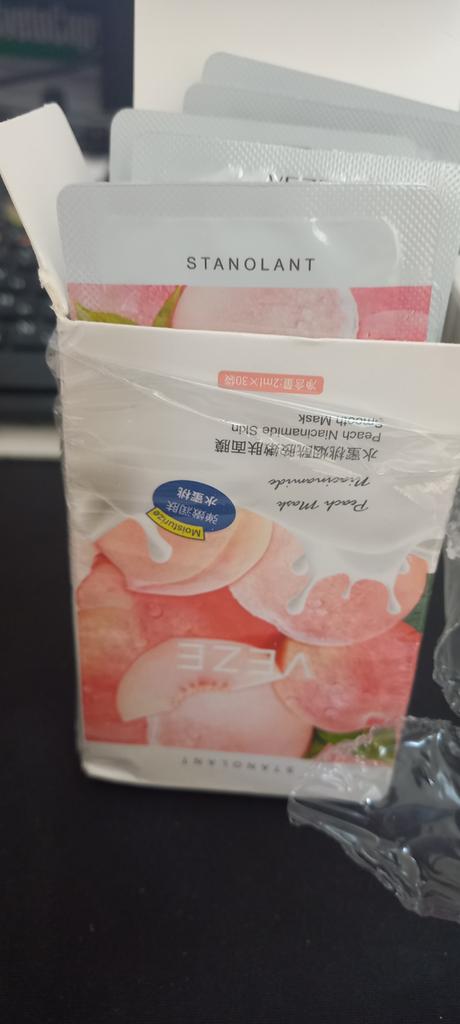 STANOLANT
STANOLANT
VEZE
Moisturize
弹嫩润肤
水蜜桃
Peach Mask
Niacinamide
水蜜桃烟酰胺嫩肤面膜
Peach Niacinamide Skin
Smooth Mask
净含量:2ml×30袋